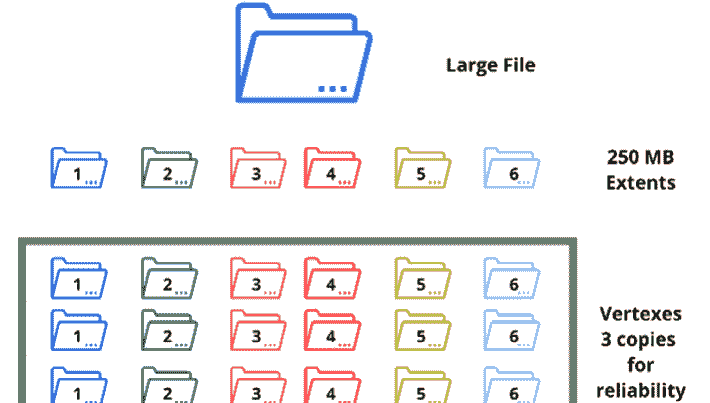 Large File
1 2 3 4 5 6
250 MB
Extents
1 2 3 4 5 6
1 2 3 4 5 6
1 2 3 4 5 6
Vertexes
3 copies
for
reliability